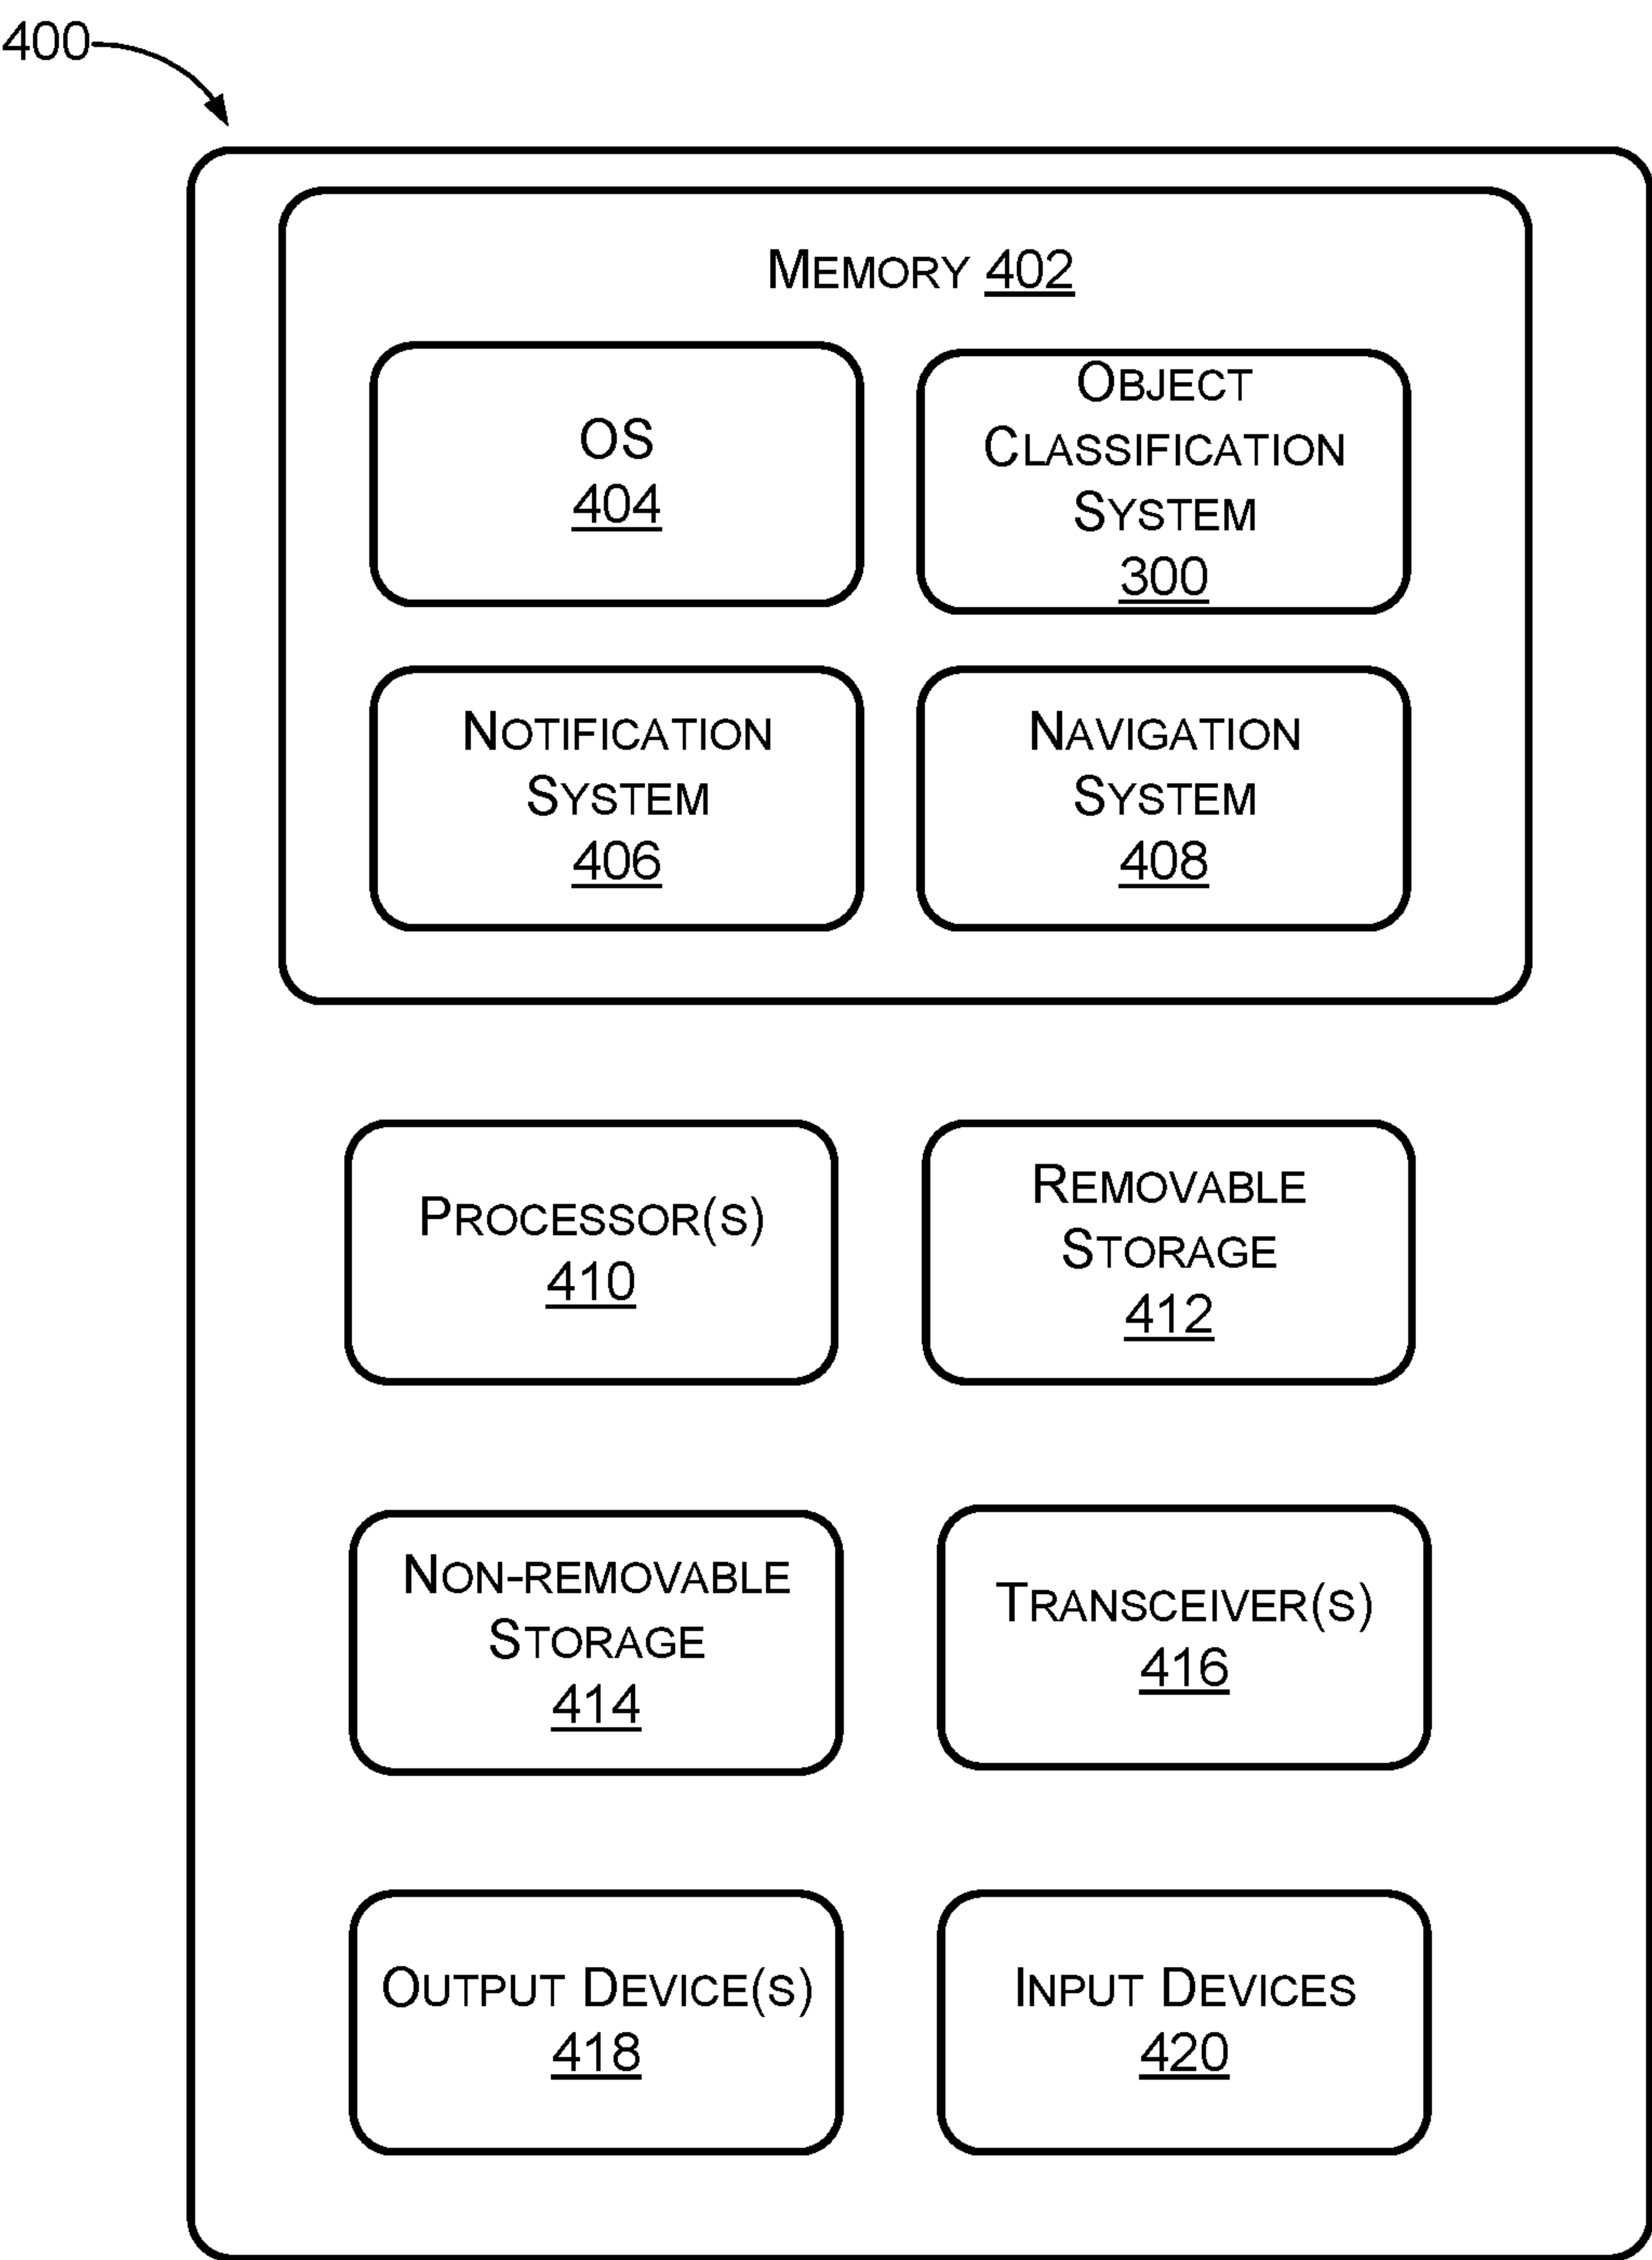 400
MEMORY 402
OS
404
OBJECT
CLASSIFICATION
SYSTEM
300
NOTIFICATION
SYSTEM
406
NAVIGATION
SYSTEM
408
PROCESSOR(S)
410
REMOVABLE
STORAGE
412
NON-REMOVABLE
STORAGE
414
TRANSCEIVER(S)
416
OUTPUT DEVICE(S)
418
INPUT DEVICES
420